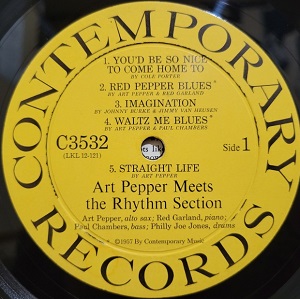 CONTEMPORARY
1. YOU'D BE SO NICE
TO COME HOME TO
BY COLE PORTER
2. RED PEPPER BLUES*
BY ART PEPPER & RED GARLAND
3. IMAGINATION
BY JOHNNY BURKE & JIMMY VAN HEUSEN
4. WALTZ ME BLUES*
BY ART PEPPER & PAUL CHAMBERS
C3532
(LKL 12-121)
Side 1
5. STRAIGHT LIFE
BY ART PEPPER
Art Pepper Meets
the Rhythm Section
Art Pepper, alto sax; Red Garland, piano;
Paul Chambers, bass; Philly Joe Jones, drums
©1957 By Contemporary Music
RECORDS